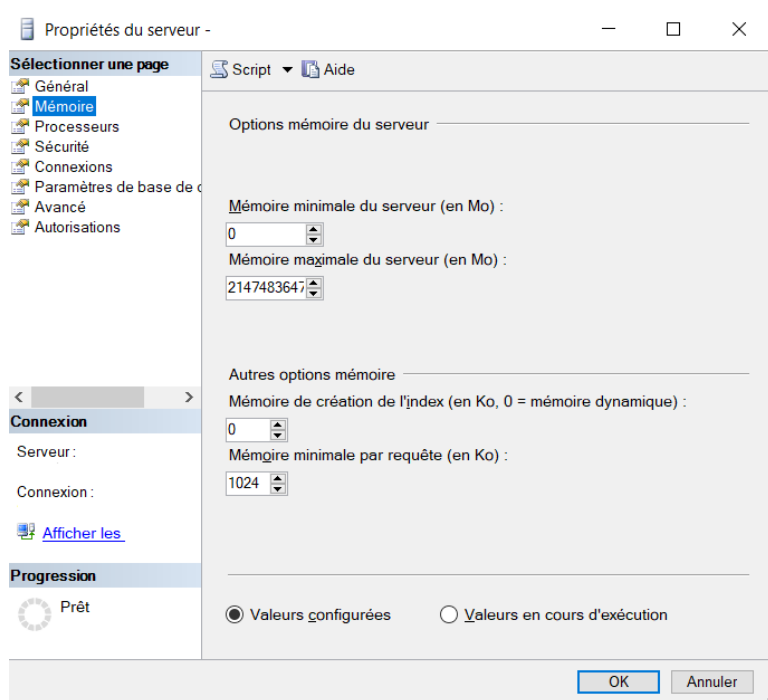 Propriétés du serveur -
Sélectionner une page
Général
Mémoire
Processeurs
Sécurité
Connexions
Paramètres de base de
Avancé
Autorisations
Connexion
Serveur :
Connexion :
Afficher les
Progression
Prêt
Script
Aide
Options mémoire du serveur
Mémoire minimale du serveur (en Mo) :
0
Mémoire maximale du serveur (en Mo) :
2147483647
Autres options mémoire
Mémoire de création de l'index (en Ko, 0 = mémoire dynamique) :
0
Mémoire minimale par requête (en Ko) :
1024
Valeurs configurées
Valeurs en cours d'exécution
OK
Annuler